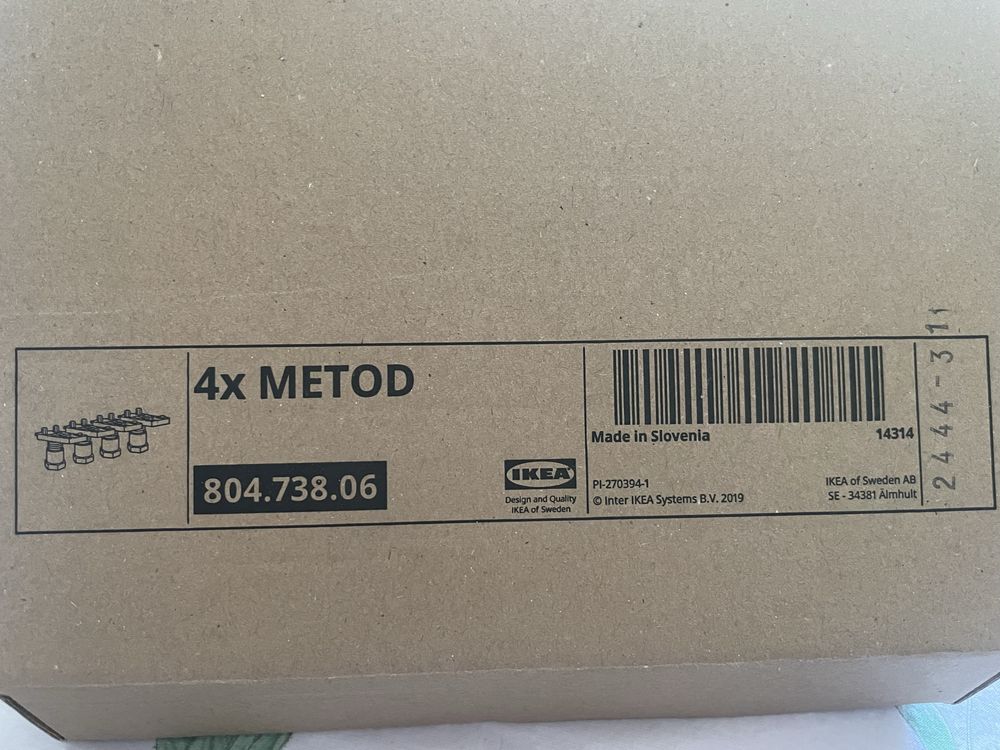 4x METOD
804.738.06
IKEA
Design and Quality
IKEA of Sweden
Made in Slovenia
14314
PI-270394-1
© Inter IKEA Systems B.V. 2019
IKEA of Sweden AB
SE - 34381 Älmhult
2444-311